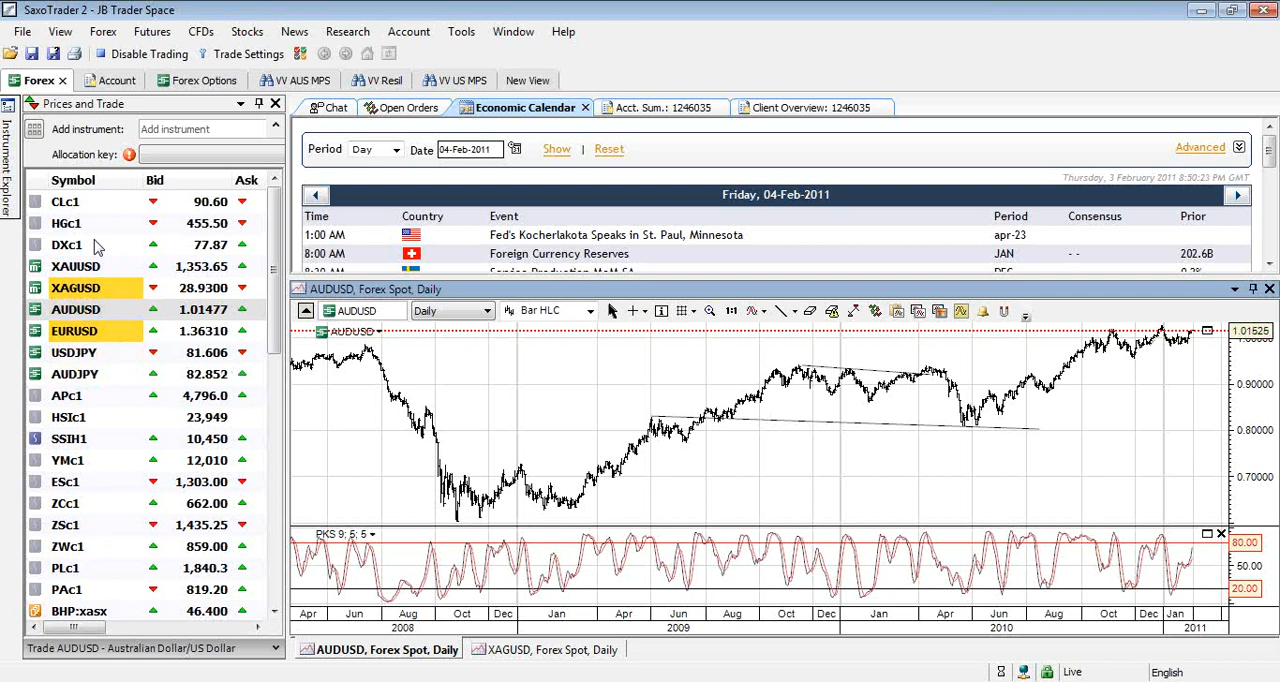 SaxoTrader 2 - JB Trader Space
File View Forex Futures CFDs Stocks News Research Account Tools Window Help
Disable Trading Trade Settings
Forex Account Forex Options VV AUS MPS VV Resil VV US MPS New View
Instrument Explorer
Prices and Trade
Add instrument: Add instrument
Allocation key:
Symbol Bid Ask
CLc1 90.60
HGc1 455.50
DXc1 77.87
XAUUSD 1,353.65
XAGUSD 28.9300
AUDUSD 1.01477
EURUSD 1.36310
USDJPY 81.606
AUDJPY 82.852
APc1 4,796.0
HSIc1 23,949
SSIH1 10,450
YMc1 12,010
ESc1 1,303.00
ZCc1 662.00
ZSc1 1,435.25
ZWc1 859.00
PLc1 1,840.3
PAc1 819.20
BHP:xasx 46.400
Trade AUDUSD - Australian Dollar/US Dollar
Chat Open Orders Economic Calendar Acct. Sum.: 1246035 Client Overview: 1246035
Period Day Date 04-Feb-2011 Show | Reset Advanced
Thursday, 3 February 2011 8:50:23 PM GMT
Friday, 04-Feb-2011
Time Country Event Period Consensus Prior
1:00 AM Fed's Kocherlakota Speaks in St. Paul, Minnesota apr-23
8:00 AM Foreign Currency Reserves JAN - - 202.6B
AUDUSD, Forex Spot, Daily
AUDUSD Daily Bar HLC 1:1
AUDUSD
1.01525
0.90000
0.80000
0.70000
PKS 9; 5; 5
80.00
50.00
20.00
Apr Jun Aug Oct Dec Jan Apr Jun Aug Oct Dec Jan Apr Jun Aug Oct Dec Jan
2008 2009 2010 2011
AUDUSD, Forex Spot, Daily XAGUSD, Forex Spot, Daily
Live English